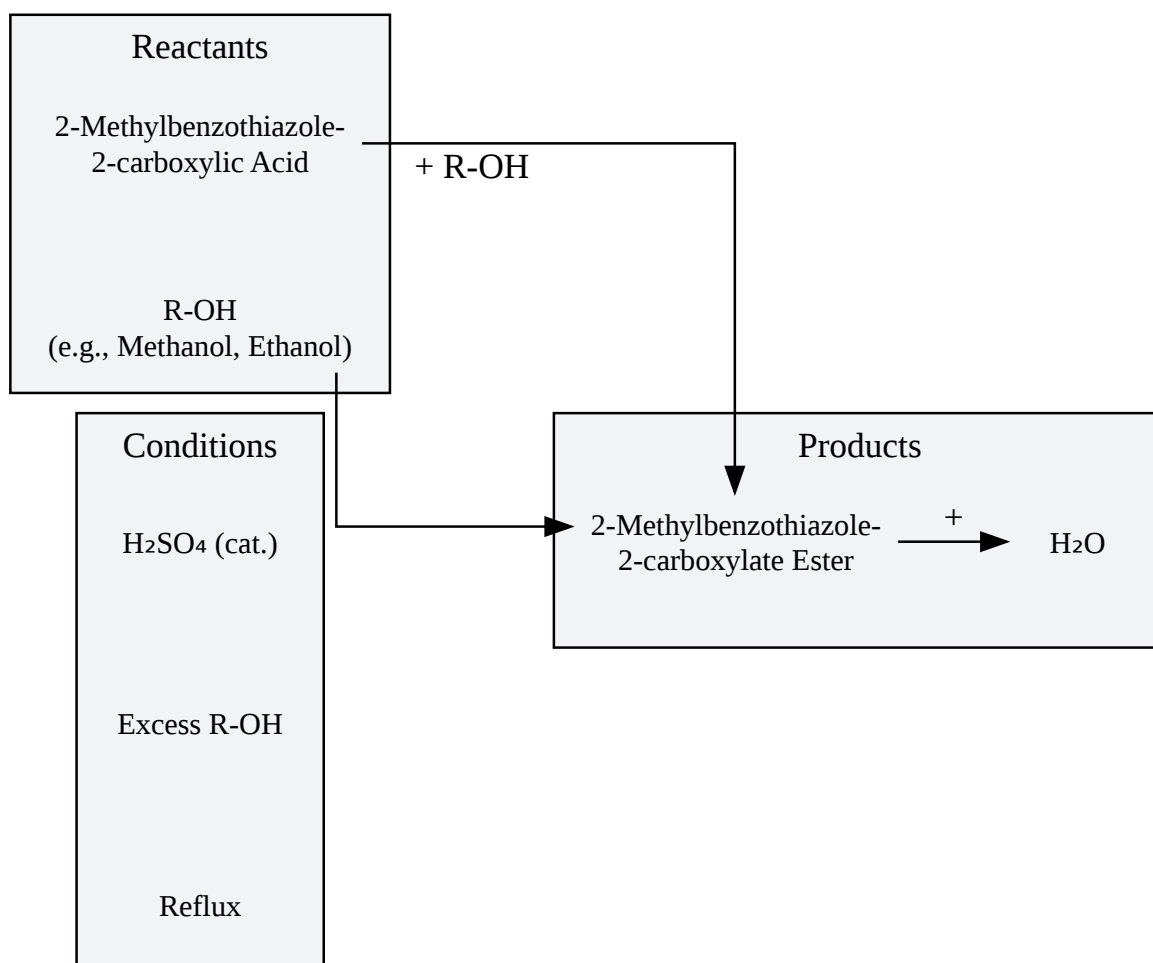 Reactants
2-Methylbenzothiazole-
2-carboxylic Acid
+ R-OH
R-OH
(e.g., Methanol, Ethanol)
Conditions
H₂SO₄ (cat.)
Excess R-OH
Reflux
Products
2-Methylbenzothiazole-
2-carboxylate Ester
+
H₂O